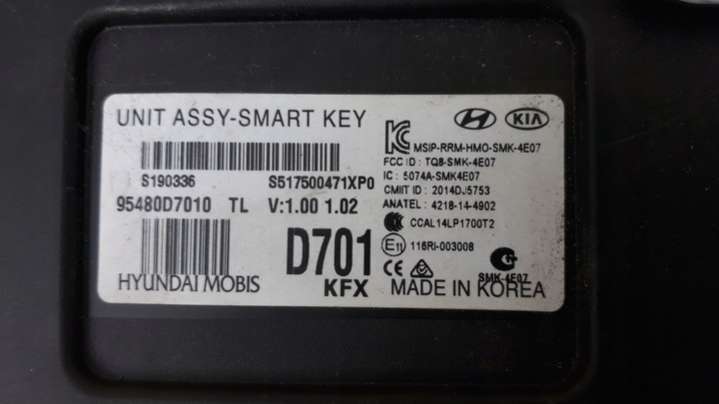 UNIT ASSY-SMART KEY
KIA
MSIP-RRM-HMO-SMK-4E07
FCC ID : TQ8-SMK-4E07
S190336 S517500471XP0
IC : 5074A-SMK4E07
95480D7010 TL V:1.00 1.02
CMIIT ID : 2014DJ5753
ANATEL : 4218-14-4902
CCAL14LP1700T2
E11 116RI-003008
D701
KFX
HYUNDAI MOBIS
CE
SMK-4E07
MADE IN KOREA